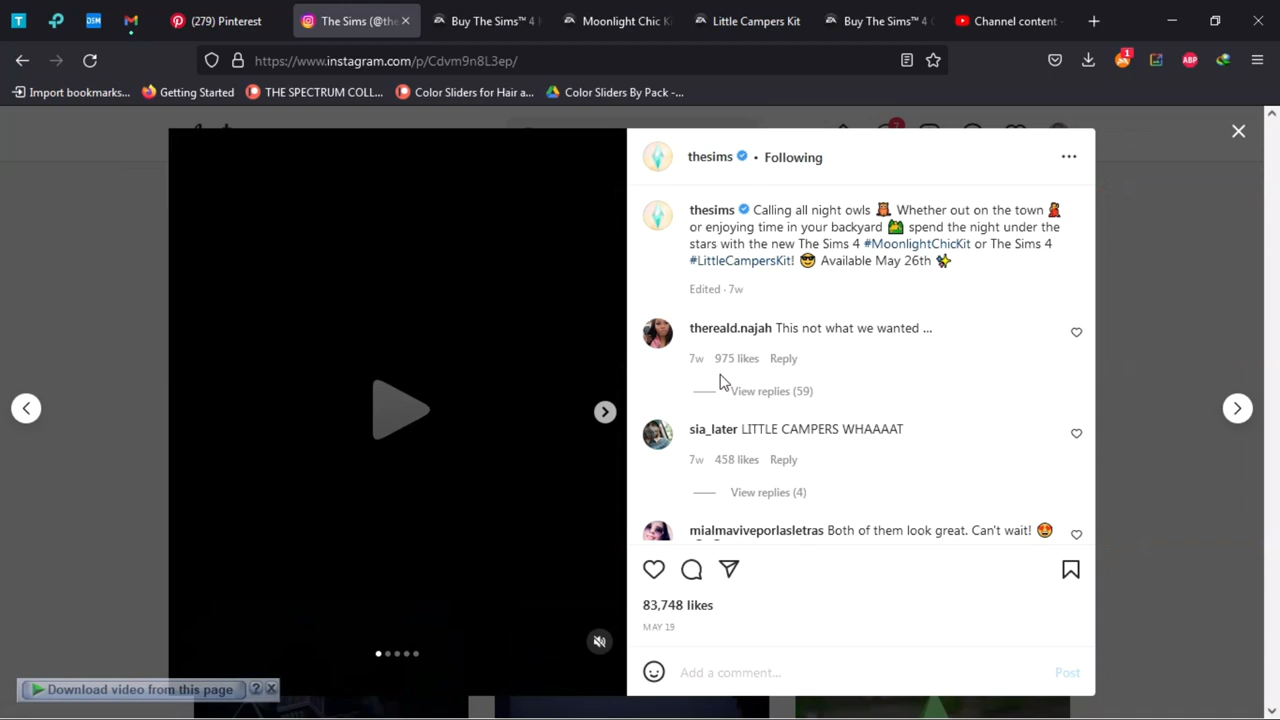 (279) Pinterest
The Sims (@the
Buy The Sims™ 4
Moonlight Chic K
Little Campers Kit
Buy The Sims™ 4
Channel content -
https://www.instagram.com/p/Cdvm9n8L3ep/
1
ABP
Import bookmarks...
Getting Started
THE SPECTRUM COLL...
Color Sliders for Hair a...
Color Sliders By Pack -...
thesims • Following
thesims Calling all night owls Whether out on the town
or enjoying time in your backyard spend the night under the
stars with the new The Sims 4 #MoonlightChicKit or The Sims 4
#LittleCampersKit! Available May 26th
Edited · 7w
thereald.najah This not what we wanted ...
7w 975 likes Reply
View replies (59)
sia_later LITTLE CAMPERS WHAAAAT
7w 458 likes Reply
View replies (4)
mialmaviveporlasletras Both of them look great. Can't wait!
83,748 likes
MAY 19
Add a comment...
Post
Download video from this page ? X